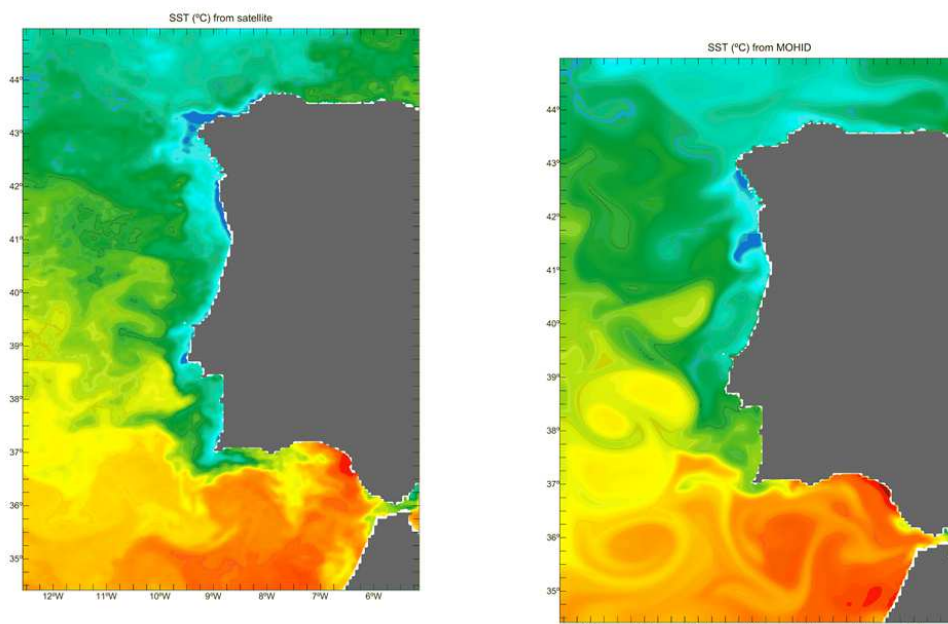 SST (ºC) from satellite
44º
43º
42º
41º
40º
39º
38º
37º
36º
35º
12ºW
11ºW
10ºW
9ºW
8ºW
7ºW
6ºW
SST (ºC) from MOHID
44º
43º
42º
41º
40º
39º
38º
37º
36º
35º